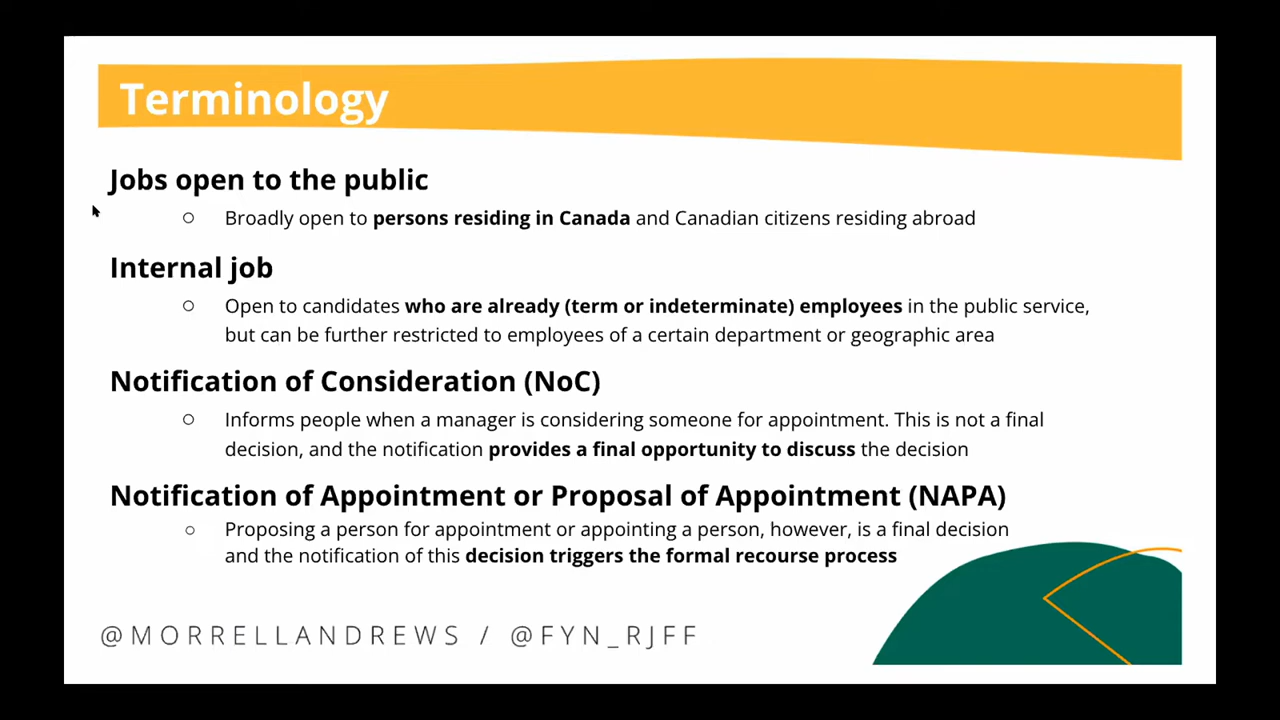 Terminology
Jobs open to the public
○ Broadly open to persons residing in Canada and Canadian citizens residing abroad
Internal job
○ Open to candidates who are already (term or indeterminate) employees in the public service,
but can be further restricted to employees of a certain department or geographic area
Notification of Consideration (NoC)
○ Informs people when a manager is considering someone for appointment. This is not a final
decision, and the notification provides a final opportunity to discuss the decision
Notification of Appointment or Proposal of Appointment (NAPA)
○ Proposing a person for appointment or appointing a person, however, is a final decision
and the notification of this decision triggers the formal recourse process
@MORRELLANDREWS / @FYN_RJFF